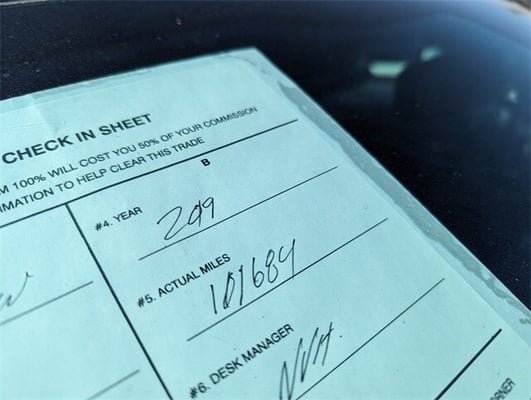 CHECK IN SHEET
M 100% WILL COST YOU 50% OF YOUR COMMISSION
MATION TO HELP CLEAR THIS TRADE
B
#4. YEAR
#5. ACTUAL MILES 101684
#6. DESK MANAGER